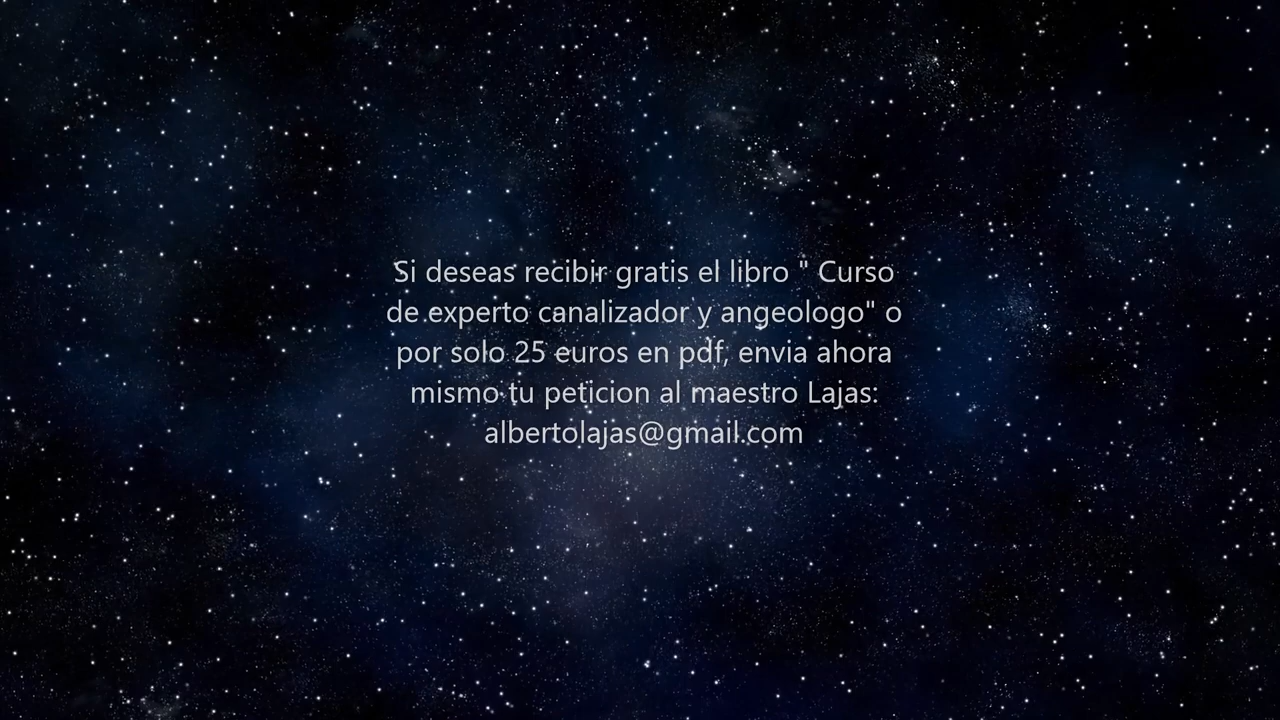 Si deseas recibir gratis el libro " Curso
de experto canalizador y angeologo" o
por solo 25 euros en pdf, envia ahora
mismo tu peticion al maestro Lajas:
albertolajas@gmail.com